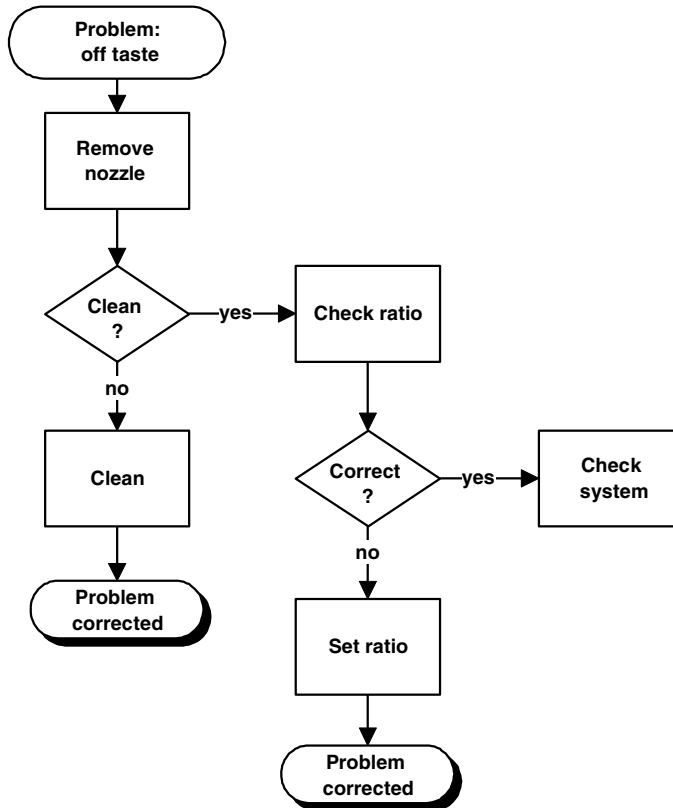 Problem:
off taste
Remove
nozzle
Clean
?
yes
Check ratio
no
Clean
Correct
?
yes
Check
system
no
Problem
corrected
Set ratio
Problem
corrected